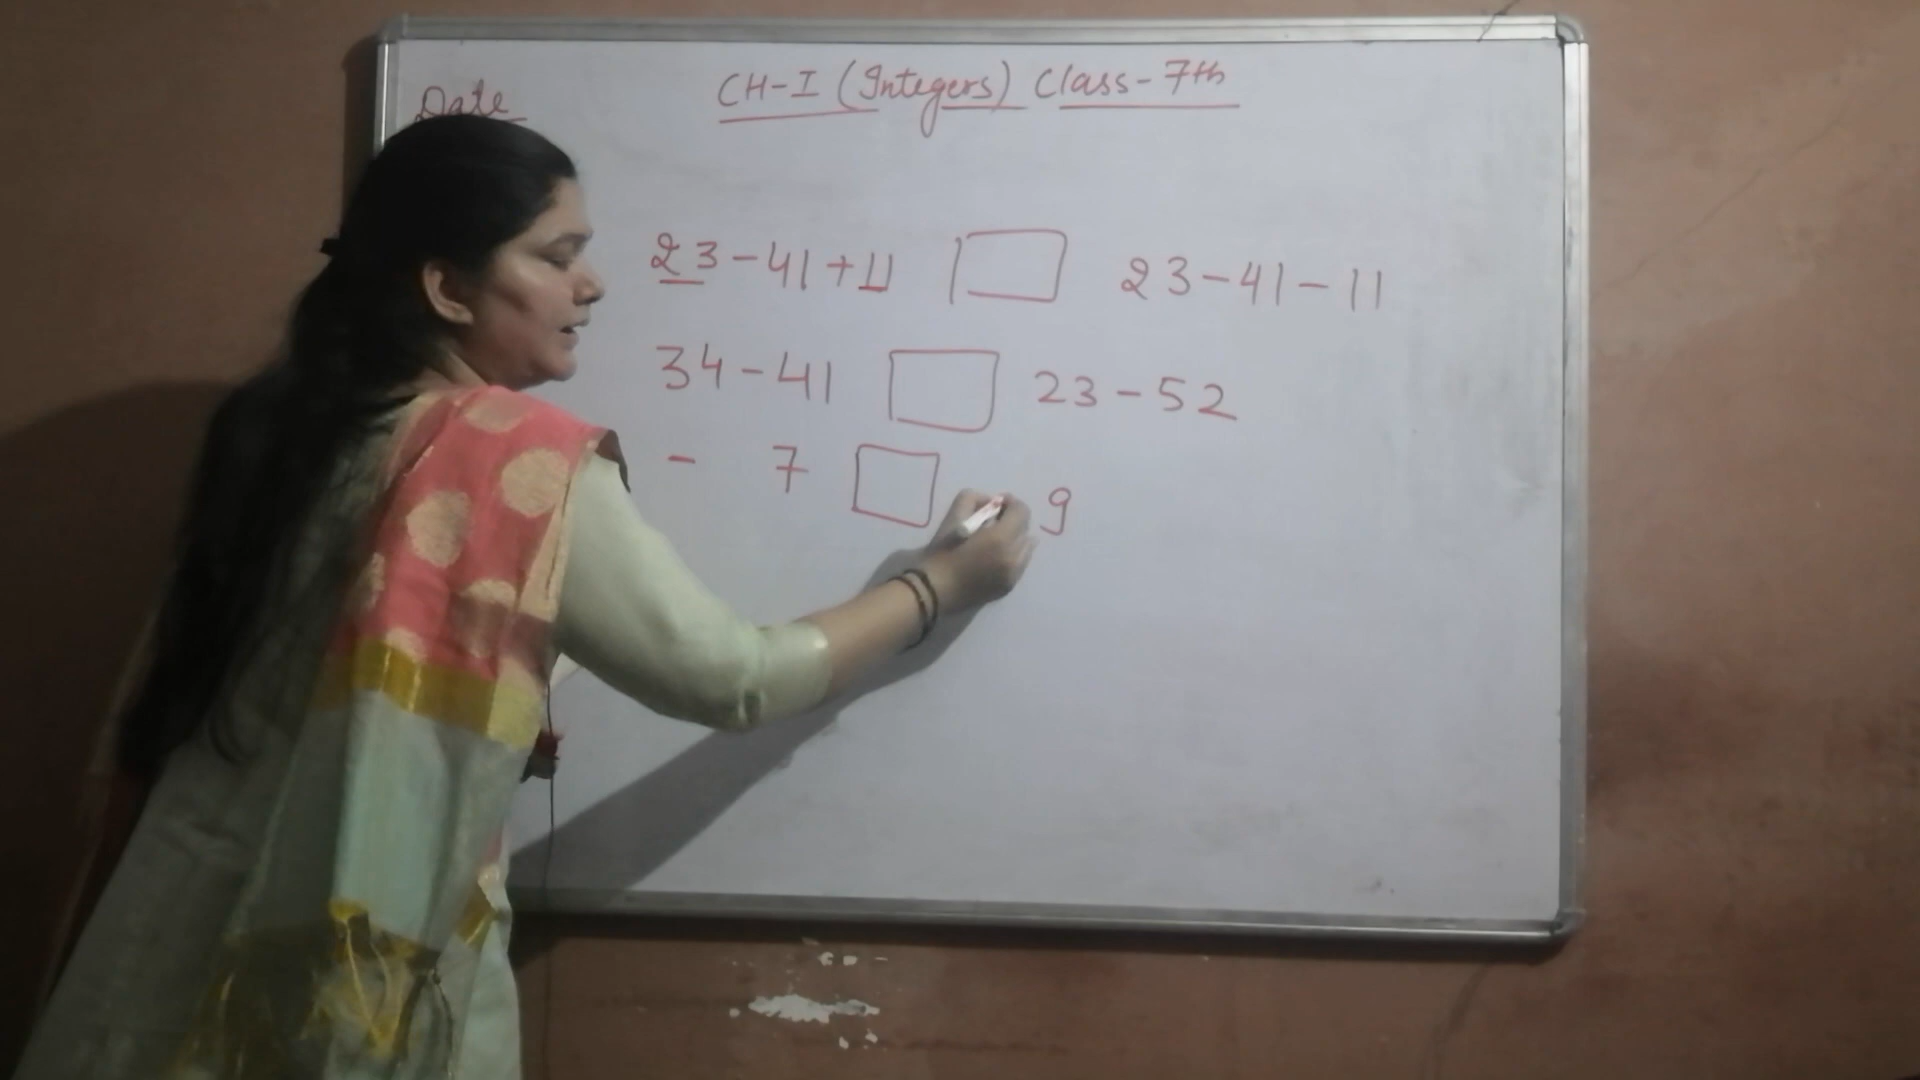 Date
CH-I (Integers) Class-7th
23-41+11 □ 23-41-11
34-41 □ 23-52
- 7 □ 9